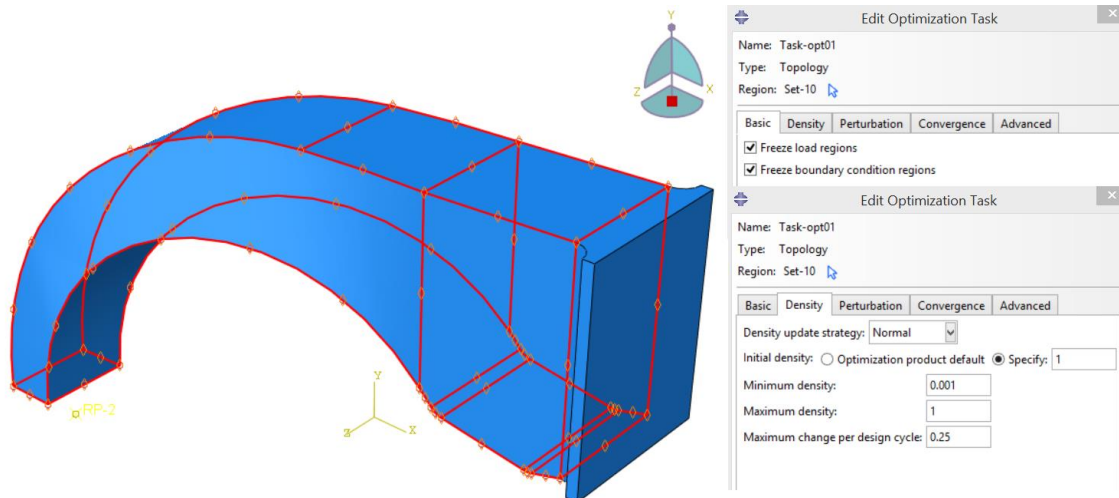 Y
Z
X
RP-2
Y
Z
X
Edit Optimization Task
Name: Task-opt01
Type: Topology
Region: Set-10
Basic Density Perturbation Convergence Advanced
Freeze load regions
Freeze boundary condition regions
Edit Optimization Task
Name: Task-opt01
Type: Topology
Region: Set-10
Basic Density Perturbation Convergence Advanced
Density update strategy: Normal
Initial density: Optimization product default Specify: 1
Minimum density: 0.001
Maximum density: 1
Maximum change per design cycle: 0.25